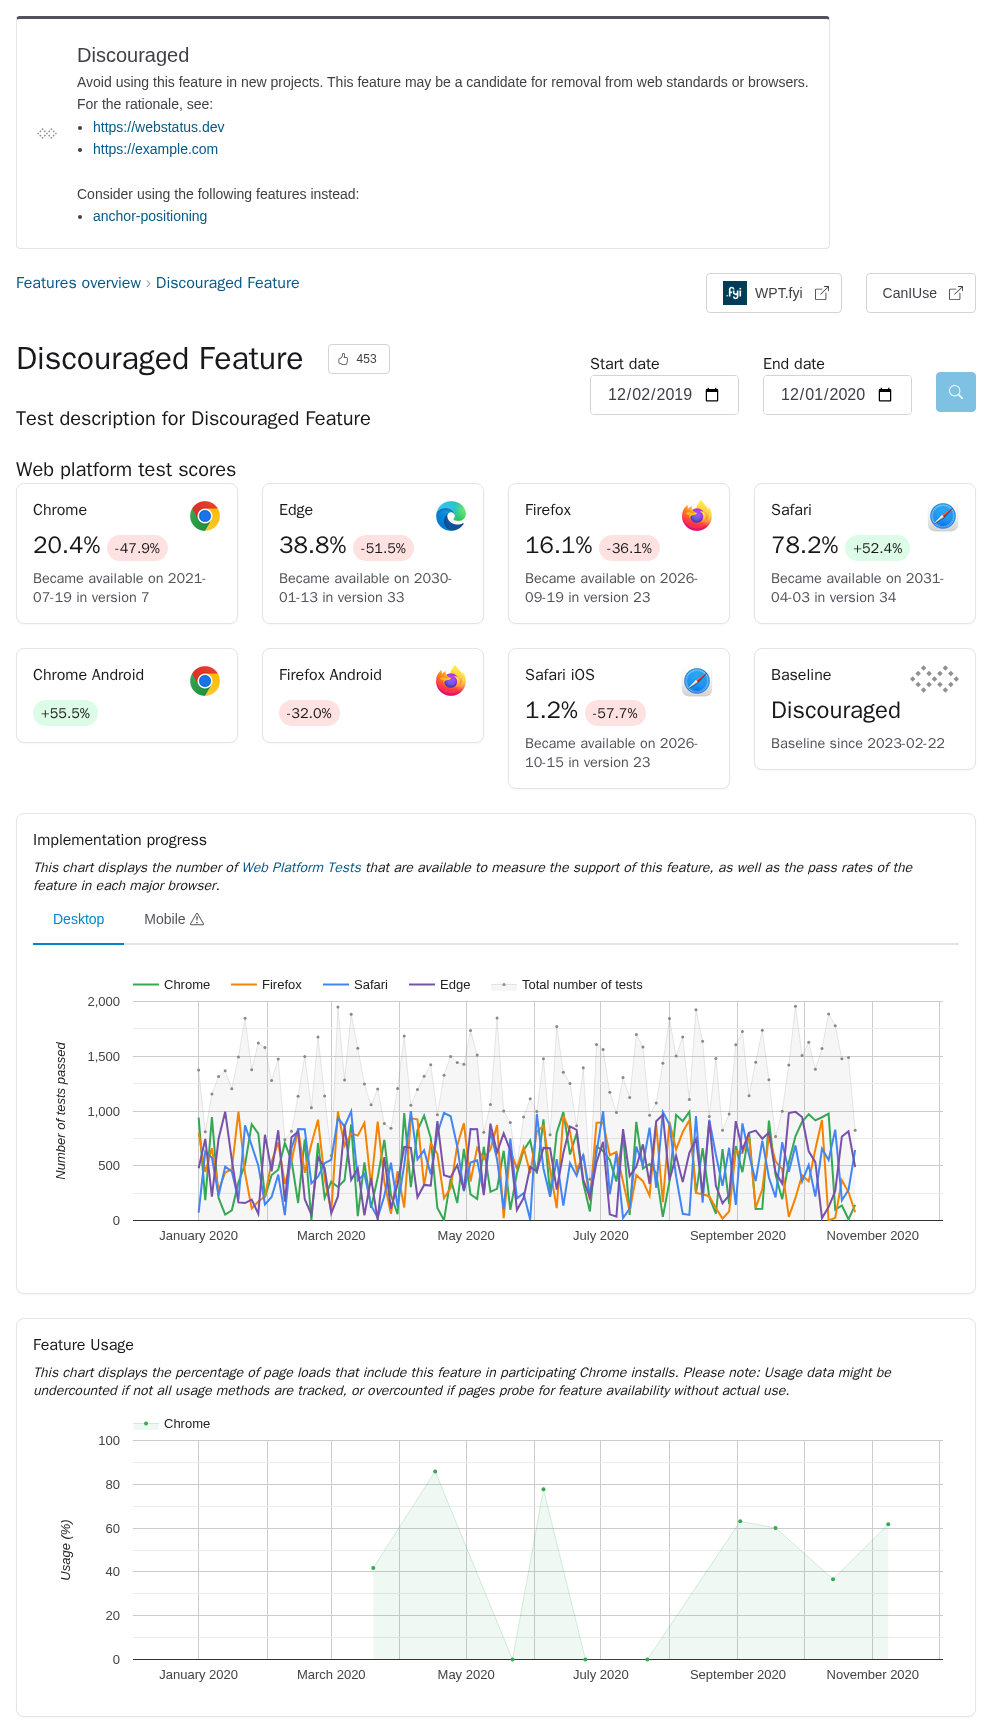 Discouraged
Avoid using this feature in new projects. This feature may be a candidate for removal from web standards or browsers.
For the rationale, see:
• https://webstatus.dev
• https://example.com
Consider using the following features instead:
• anchor-positioning
Features overview › Discouraged Feature
.fyi WPT.fyi
CanIUse
Discouraged Feature
453
Start date
End date
12/02/2019
12/01/2020
Test description for Discouraged Feature
Web platform test scores
Chrome
20.4% -47.9%
Became available on 2021-
07-19 in version 7
Edge
38.8% -51.5%
Became available on 2030-
01-13 in version 33
Firefox
16.1% -36.1%
Became available on 2026-
09-19 in version 23
Safari
78.2% +52.4%
Became available on 2031-
04-03 in version 34
Chrome Android
+55.5%
Firefox Android
-32.0%
Safari iOS
1.2% -57.7%
Became available on 2026-
10-15 in version 23
Baseline
Discouraged
Baseline since 2023-02-22
Implementation progress
This chart displays the number of Web Platform Tests that are available to measure the support of this feature, as well as the pass rates of the
feature in each major browser.
Desktop
Mobile
Chrome Firefox Safari Edge Total number of tests
Number of tests passed
2,000
1,500
1,000
500
0
January 2020 March 2020 May 2020 July 2020 September 2020 November 2020
Feature Usage
This chart displays the percentage of page loads that include this feature in participating Chrome installs. Please note: Usage data might be
undercounted if not all usage methods are tracked, or overcounted if pages probe for feature availability without actual use.
Chrome
Usage (%)
100
80
60
40
20
0
January 2020 March 2020 May 2020 July 2020 September 2020 November 2020